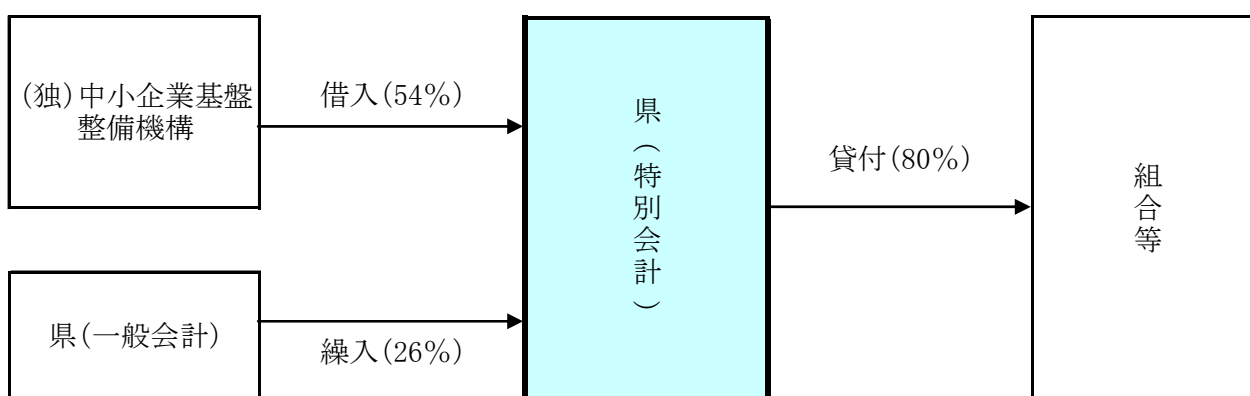 (独)中小企業基盤
整備機構
借入(54%)
県(一般会計)
繰入(26%)
県(特別会計)
貸付(80%)
組合等